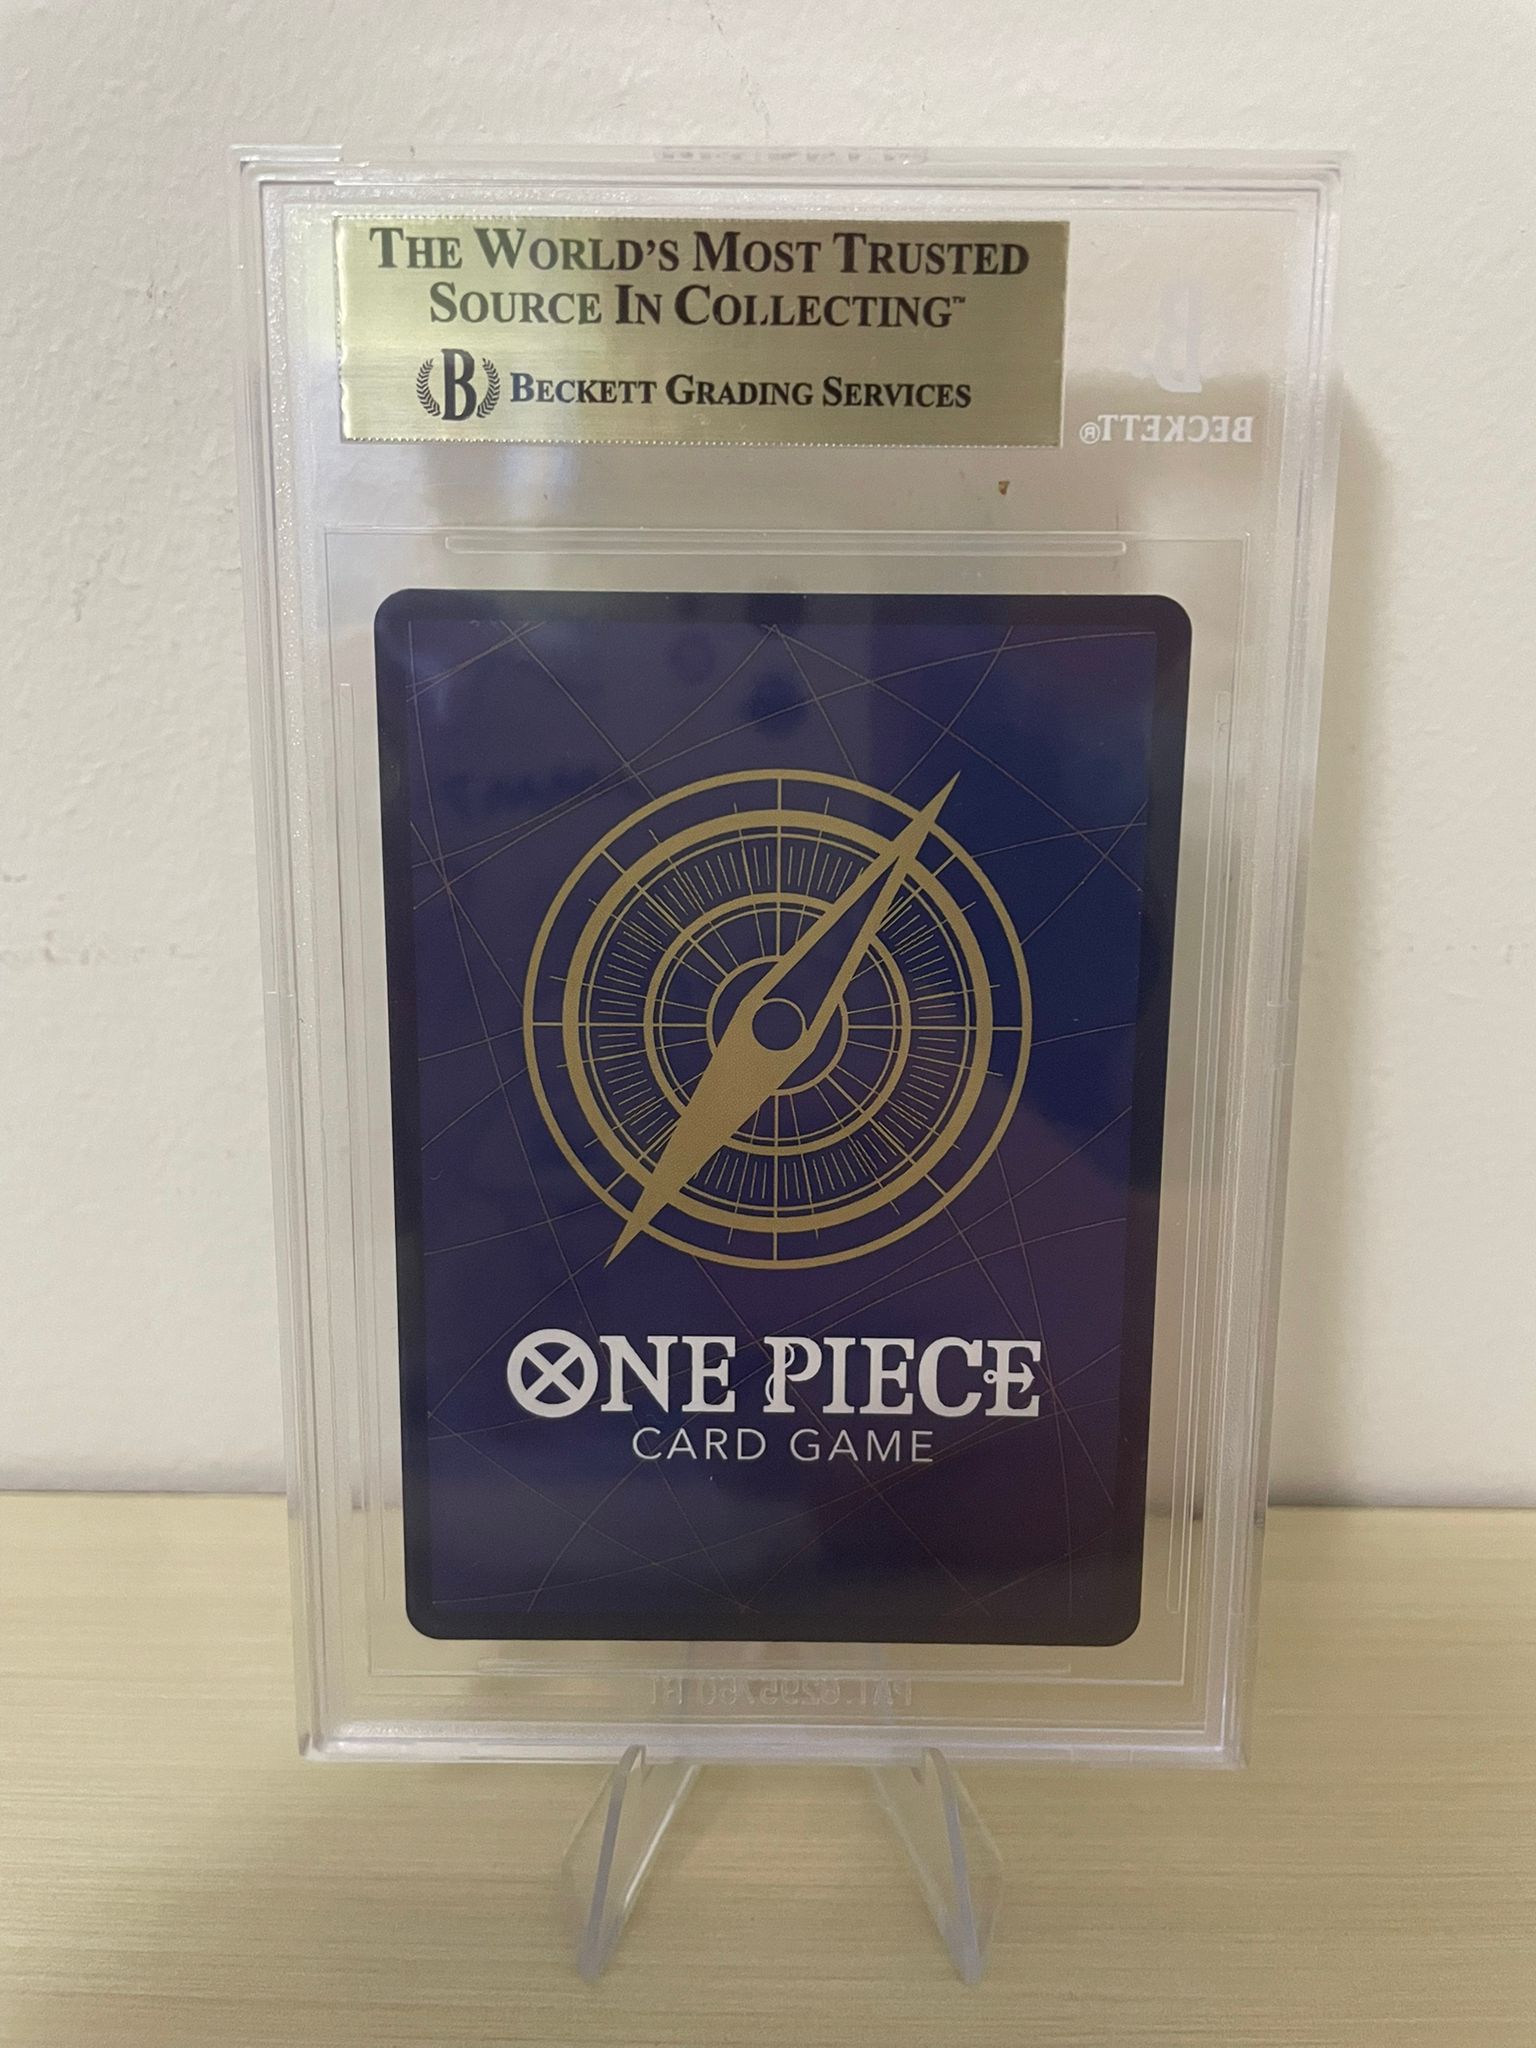 THE WORLD'S MOST TRUSTED
SOURCE IN COLLECTING™
B BECKETT GRADING SERVICES
BECKETT®
ONE PIECE
CARD GAME